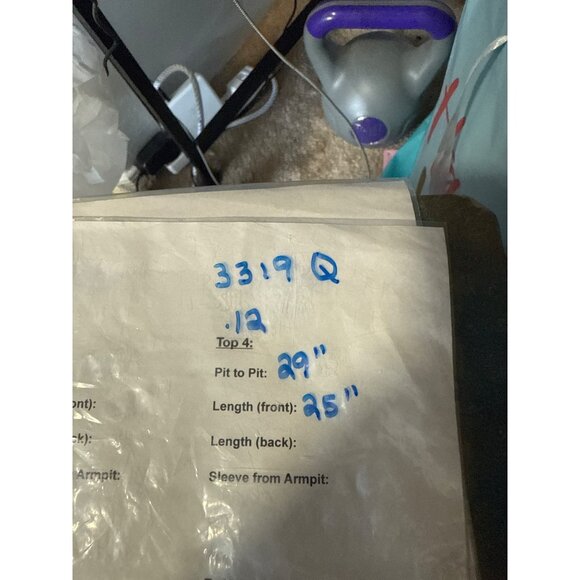 3319 Q
.12
Top 4:
Pit to Pit: 29"
ont): Length (front): 25"
ck): Length (back):
Armpit: Sleeve from Armpit: